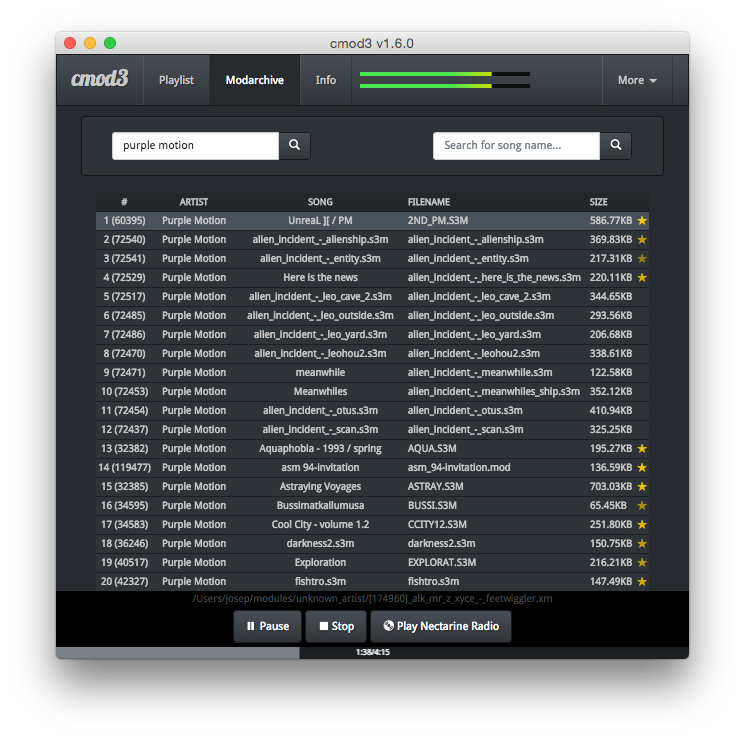 cmod3 v1.6.0
cmod3 Playlist Modarchive Info More
purple motion Search for song name...
# ARTIST SONG FILENAME SIZE
1 (60395) Purple Motion UnreaL ][ / PM 2ND_PM.S3M 586.77KB
2 (72540) Purple Motion alien_incident_-_alienship.s3m alien_incident_-_alienship.s3m 369.83KB
3 (72541) Purple Motion alien_incident_-_entity.s3m alien_incident_-_entity.s3m 217.31KB
4 (72529) Purple Motion Here is the news alien_incident_-_here_is_the_news.s3m 220.11KB
5 (72517) Purple Motion alien_incident_-_leo_cave_2.s3m alien_incident_-_leo_cave_2.s3m 344.65KB
6 (72485) Purple Motion alien_incident_-_leo_outside.s3m alien_incident_-_leo_outside.s3m 293.56KB
7 (72486) Purple Motion alien_incident_-_leo_yard.s3m alien_incident_-_leo_yard.s3m 206.68KB
8 (72470) Purple Motion alien_incident_-_leohou2.s3m alien_incident_-_leohou2.s3m 338.61KB
9 (72471) Purple Motion meanwhile alien_incident_-_meanwhile.s3m 122.58KB
10 (72453) Purple Motion Meanwhiles alien_incident_-_meanwhiles_ship.s3m 352.12KB
11 (72454) Purple Motion alien_incident_-_otus.s3m alien_incident_-_otus.s3m 410.94KB
12 (72437) Purple Motion alien_incident_-_scan.s3m alien_incident_-_scan.s3m 325.25KB
13 (32382) Purple Motion Aquaphobia - 1993 / spring AQUA.S3M 195.27KB
14 (119477) Purple Motion asm 94-invitation asm_94-invitation.mod 136.59KB
15 (32385) Purple Motion Astraying Voyages ASTRAY.S3M 703.03KB
16 (34595) Purple Motion Bussimatkailumusa BUSSI.S3M 65.45KB
17 (34583) Purple Motion Cool City - volume 1.2 CCITY12.S3M 251.80KB
18 (36246) Purple Motion darkness2.s3m darkness2.s3m 150.75KB
19 (40517) Purple Motion Exploration EXPLORAT.S3M 216.21KB
20 (42327) Purple Motion fishtro.s3m fishtro.s3m 147.49KB
/Users/josep/modules/unknown_artist/[174960]_alk_mr_z_xyce_-_feetwiggler.xm
Pause Stop Play Nectarine Radio
1:38/4:15